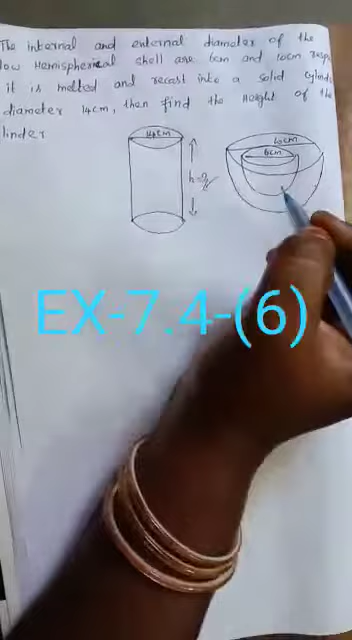 The internal and external diameter of the
low Hemispherical shell are 6cm and 10cm resp
it is melted and recast into a solid cylind
diameter 14cm, then find the Height of the
linder
14cm
10cm
6cm
h=?
EX-7.4-(6)